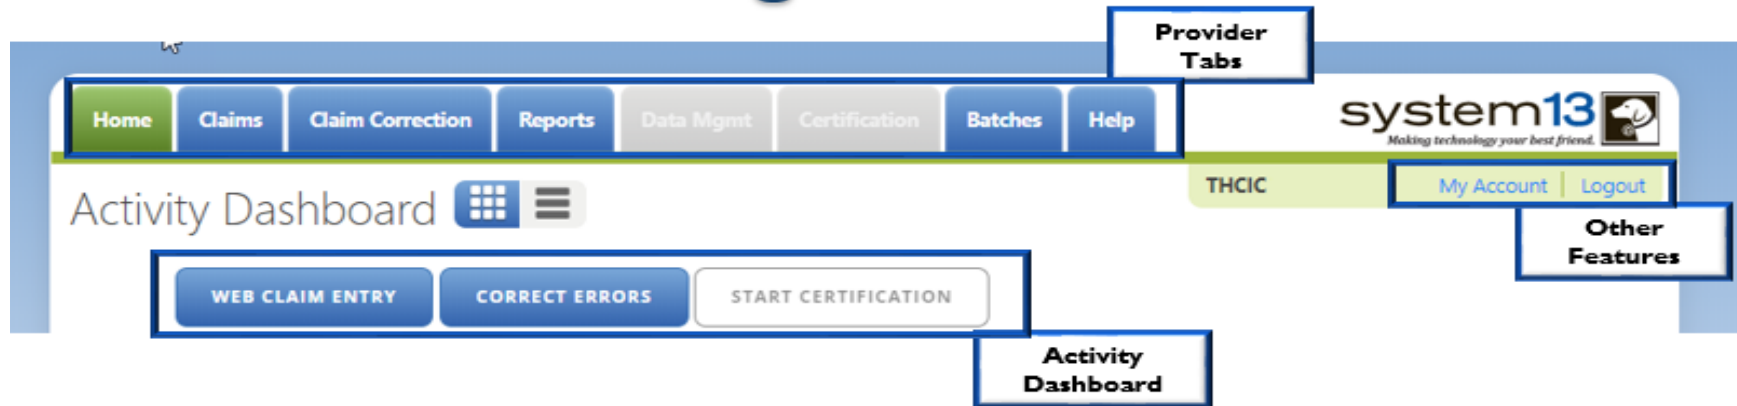 Provider
Tabs
Home Claims Claim Correction Reports Data Mgmt Certification Batches Help
system13
Making technology your best friend.
THCIC My Account Logout
Activity Dashboard
Other
Features
WEB CLAIM ENTRY CORRECT ERRORS START CERTIFICATION
Activity
Dashboard